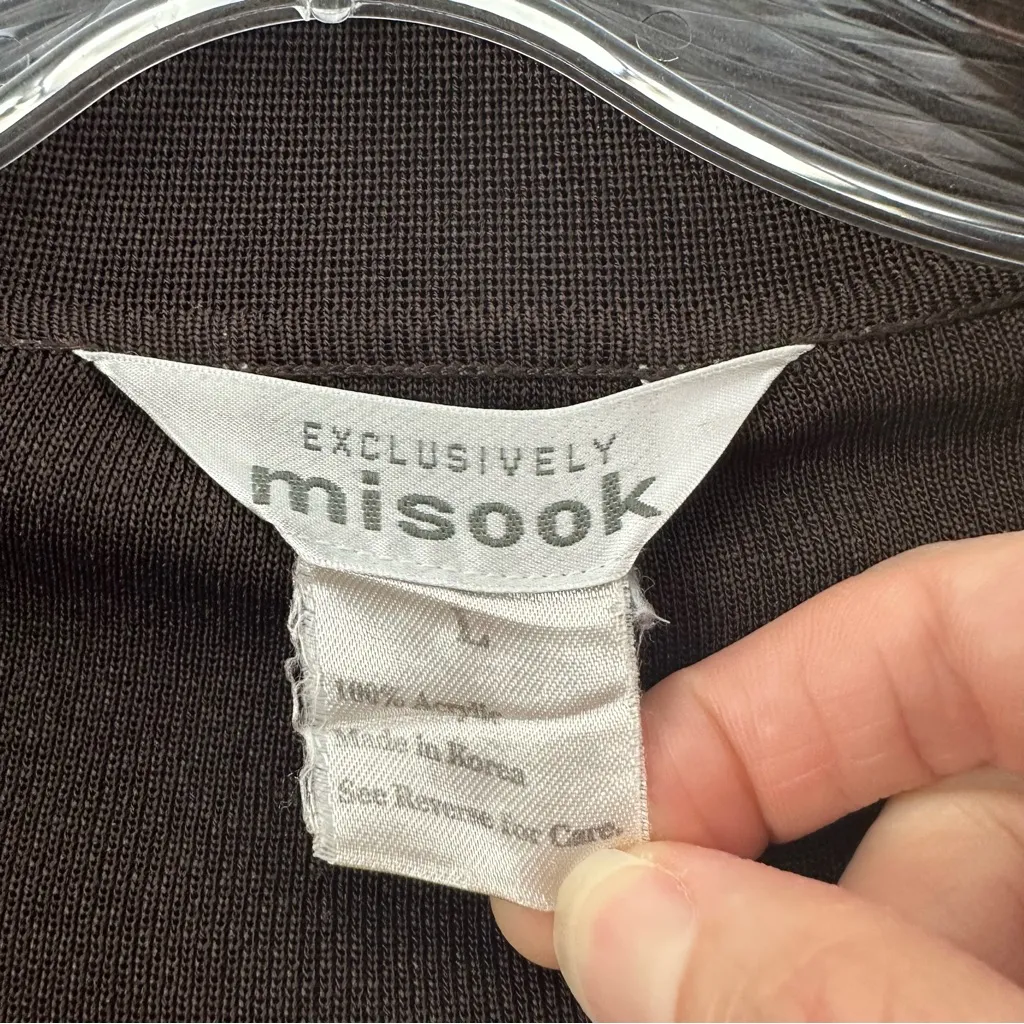 EXCLUSIVELY
misook
L
100% Acrylic
Made in Korea
See Reverse for Care.